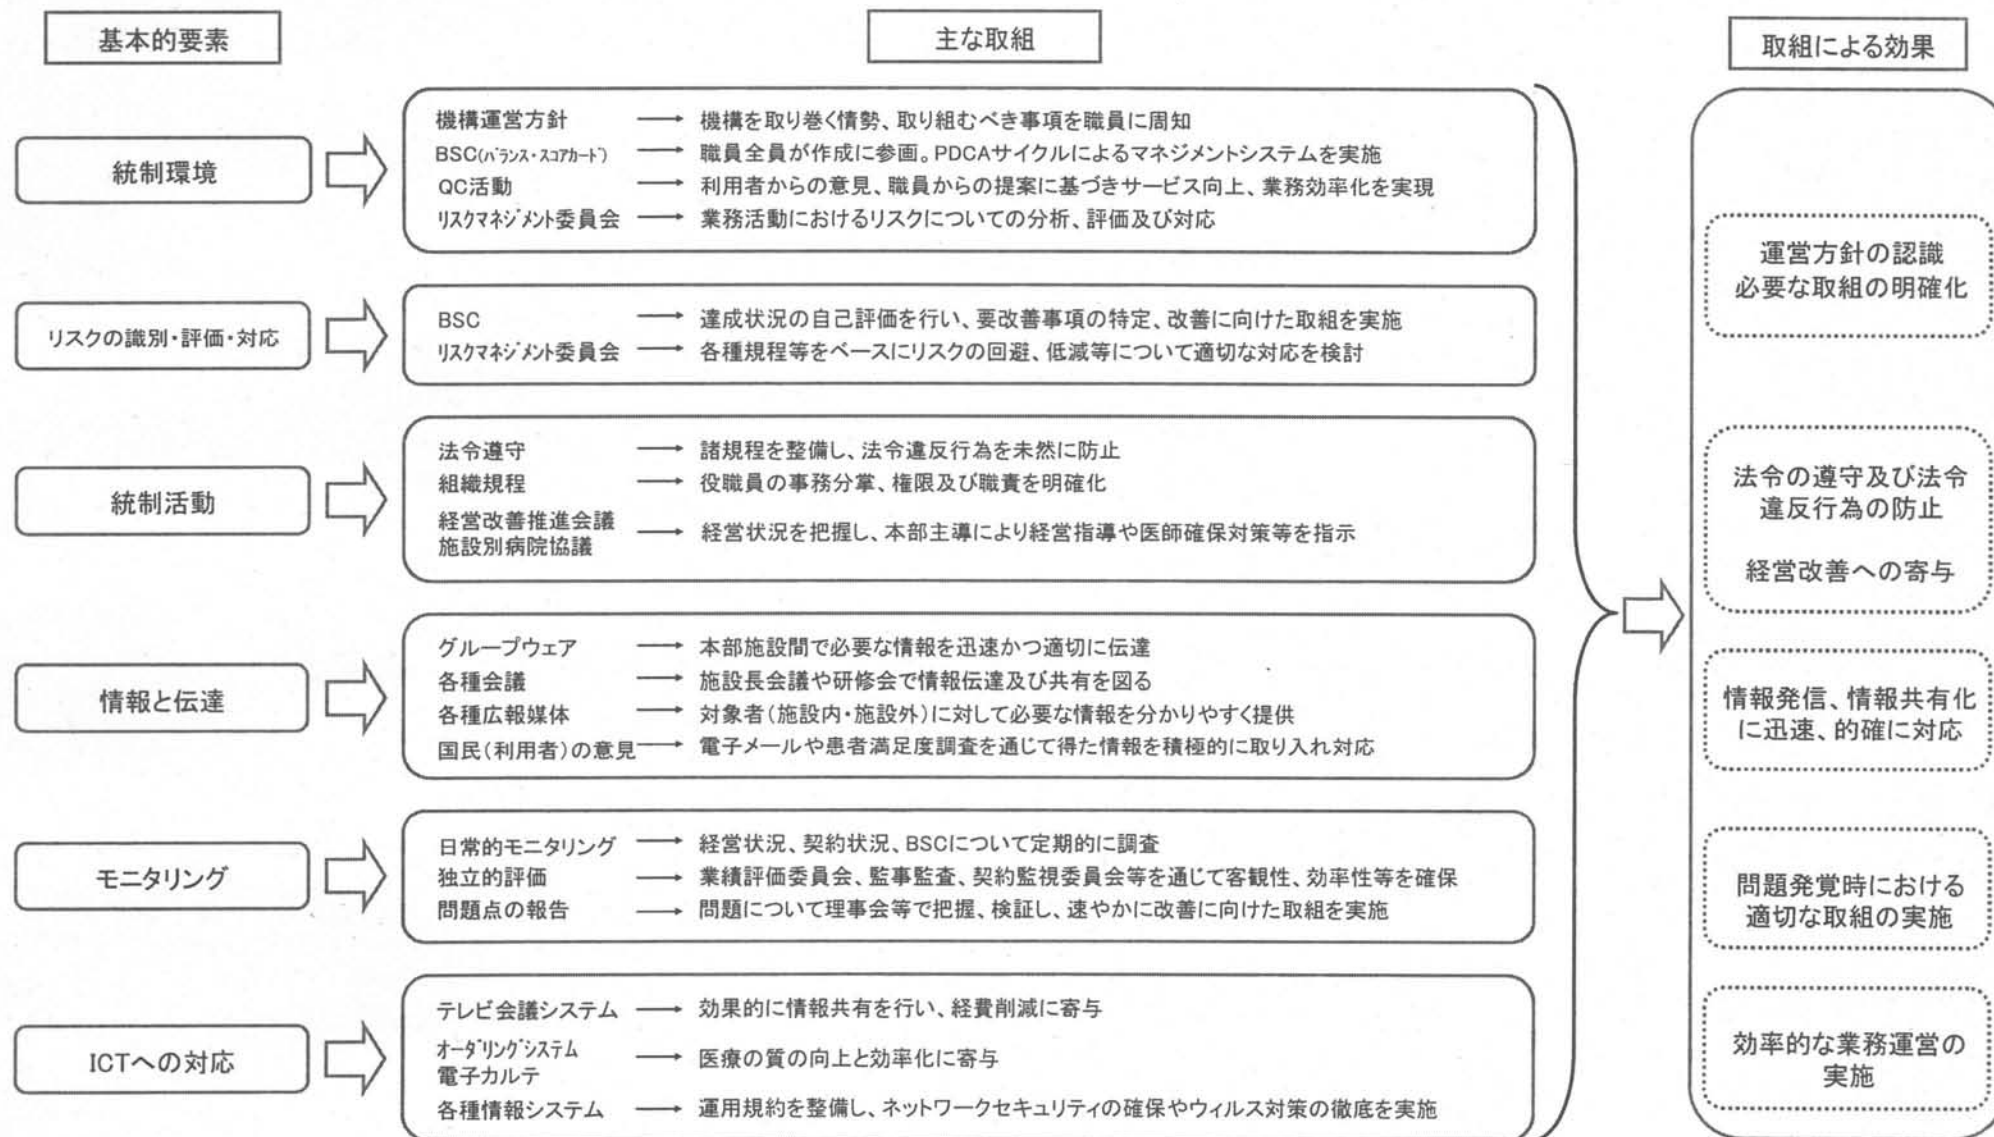 基本的要素
主な取組
取組による効果
統制環境
機構運営方針 → 機構を取り巻く情勢、取り組むべき事項を職員に周知
BSC(バランス・スコアカード) → 職員全員が作成に参画。PDCAサイクルによるマネジメントシステムを実施
QC活動 → 利用者からの意見、職員からの提案に基づきサービス向上、業務効率化を実現
リスクマネジメント委員会 → 業務活動におけるリスクについての分析、評価及び対応
リスクの識別・評価・対応
BSC → 達成状況の自己評価を行い、要改善事項の特定、改善に向けた取組を実施
リスクマネジメント委員会 → 各種規程等をベースにリスクの回避、低減等について適切な対応を検討
統制活動
法令遵守 → 諸規程を整備し、法令違反行為を未然に防止
組織規程 → 役職員の事務分掌、権限及び職責を明確化
経営改善推進会議
施設別病院協議 → 経営状況を把握し、本部主導により経営指導や医師確保対策等を指示
情報と伝達
グループウェア → 本部施設間で必要な情報を迅速かつ適切に伝達
各種会議 → 施設長会議や研修会で情報伝達及び共有を図る
各種広報媒体 → 対象者(施設内・施設外)に対して必要な情報を分かりやすく提供
国民(利用者)の意見 → 電子メールや患者満足度調査を通じて得た情報を積極的に取り入れ対応
モニタリング
日常的モニタリング → 経営状況、契約状況、BSCについて定期的に調査
独立的評価 → 業績評価委員会、監事監査、契約監視委員会等を通じて客観性、効率性等を確保
問題点の報告 → 問題について理事会等で把握、検証し、速やかに改善に向けた取組を実施
ICTへの対応
テレビ会議システム → 効果的に情報共有を行い、経費削減に寄与
オーダリングシステム
電子カルテ → 医療の質の向上と効率化に寄与
各種情報システム → 運用規約を整備し、ネットワークセキュリティの確保やウィルス対策の徹底を実施
運営方針の認識
必要な取組の明確化
法令の遵守及び法令
違反行為の防止
経営改善への寄与
情報発信、情報共有化
に迅速、的確に対応
問題発覚時における
適切な取組の実施
効率的な業務運営の
実施